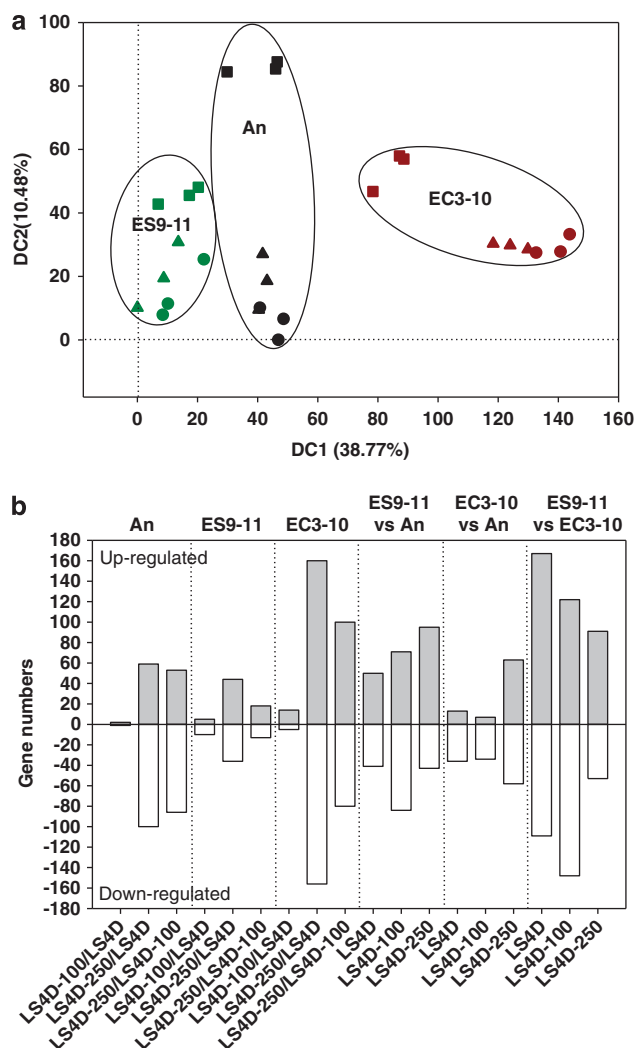 a
100
80
60
40
20
0
DC2(10.48%)
ES9-11
An
EC3-10
0 20 40 60 80 100 120 140 160
DC1 (38.77%)
b
An
ES9-11
EC3-10
ES9-11 vs An
EC3-10 vs An
ES9-11 vs EC3-10
180
160
140
120
100
80
60
40
20
0
-20
-40
-60
-80
-100
-120
-140
-160
-180
Gene numbers
Up-regulated
Down-regulated
LS4D-100/LS4D
LS4D-250/LS4D
LS4D-250/LS4D-100
LS4D-100/LS4D
LS4D-250/LS4D
LS4D-250/LS4D-100
LS4D-100/LS4D
LS4D-250/LS4D
LS4D-250/LS4D-100
LS4D
LS4D-100
LS4D-250
LS4D
LS4D-100
LS4D-250
LS4D
LS4D-100
LS4D-250